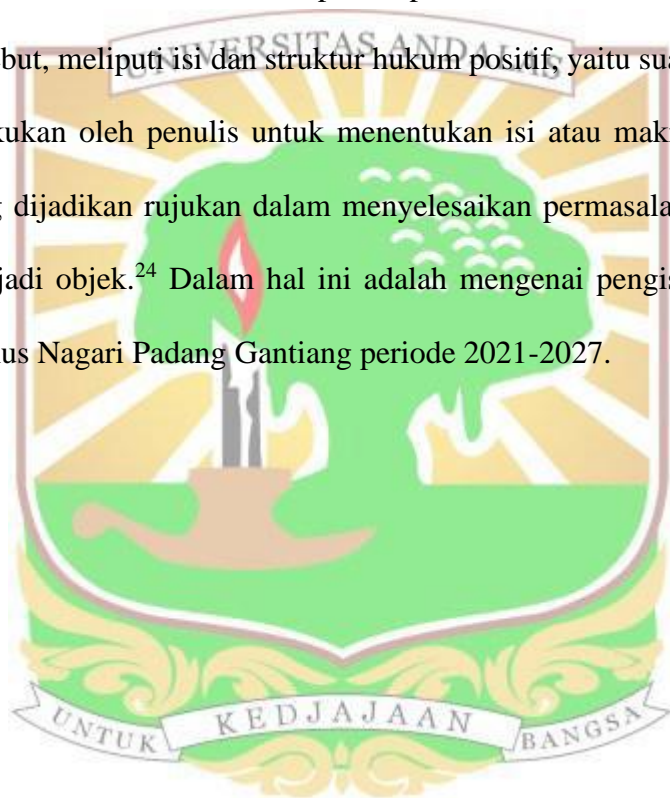 UNIVERSITAS ANDALAS
but, meliputi isi dan struktur hukum positif, yaitu sua
kukan oleh penulis untuk menentukan isi atau mak
dijadikan rujukan dalam menyelesaikan permasala
jadi objek.24 Dalam hal ini adalah mengenai pengis
us Nagari Padang Gantiang periode 2021-2027.
UNTUK KEDJAJAAN BANGSA